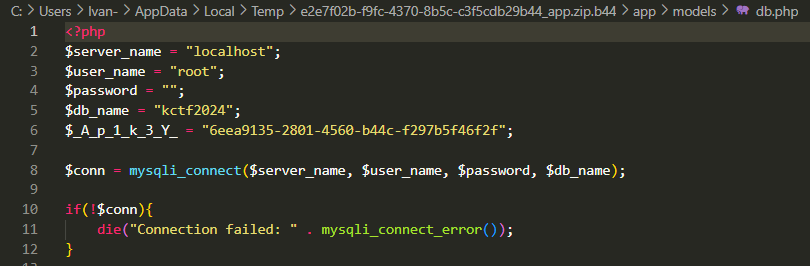 C: > Users > Ivan- > AppData > Local > Temp > e2e7f02b-f9fc-4370-8b5c-c3f5cdb29b44_app.zip.b44 > app > models > db.php
1 <?php
2 $server_name = "localhost";
3 $user_name = "root";
4 $password = "";
5 $db_name = "kctf2024";
6 $_A_p_1_k_3_Y_ = "6eea9135-2801-4560-b44c-f297b5f46f2f";
7
8 $conn = mysqli_connect($server_name, $user_name, $password, $db_name);
9
10 if(!$conn){
11     die("Connection failed: " . mysqli_connect_error());
12 }
13